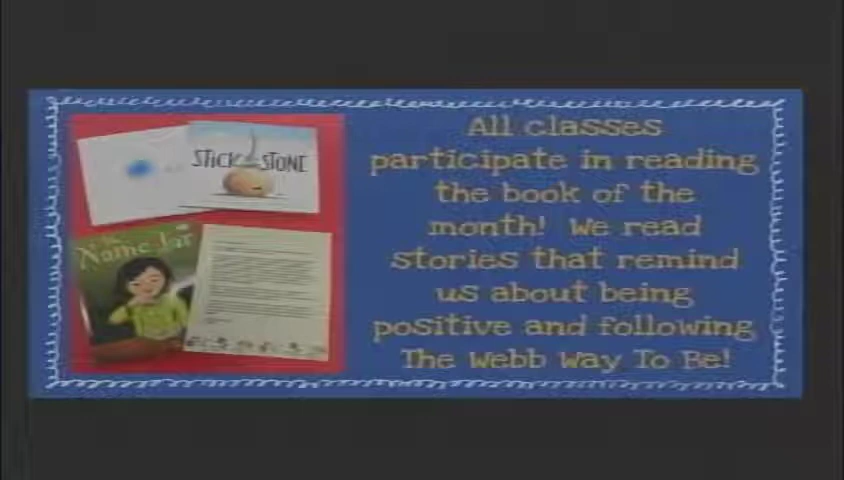 STICK STONE
The
Name Jar
All classes
participate in reading
the book of the
month! We read
stories that remind
us about being
positive and following
The Webb Way To Be!